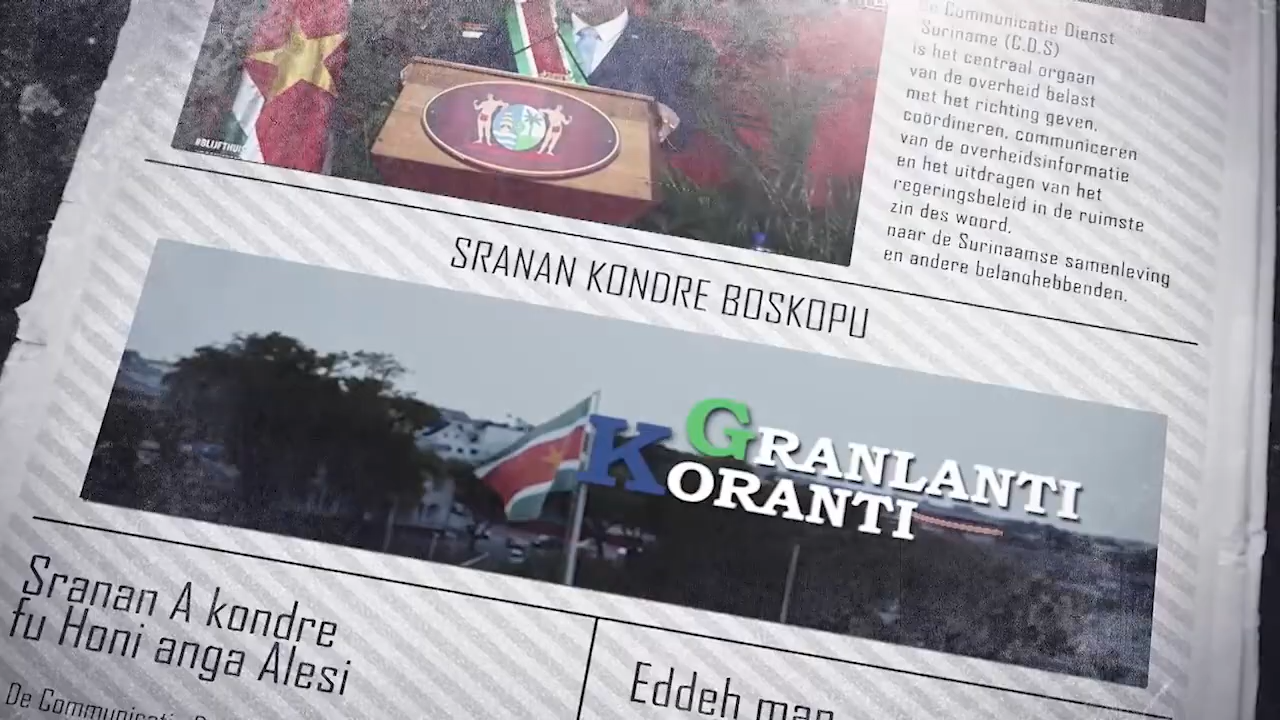 #BLIJFTHUIS
De Communicatie Dienst
Suriname (C.D.S)
is het centraal orgaan
van de overheid belast
met het richting geven,
coördineren, communiceren
van de overheidsinformatie
en het uitdragen van het
regeringsbeleid in de ruimste
zin des woord,
naar de Surinaamse samenleving
en andere belanghebbenden.
SRANAN KONDRE BOSKOPU
GRANLANTI
KORANTI
Sranan A kondre
fu Honi anga Alesi
De Communicatie
Eddeh man